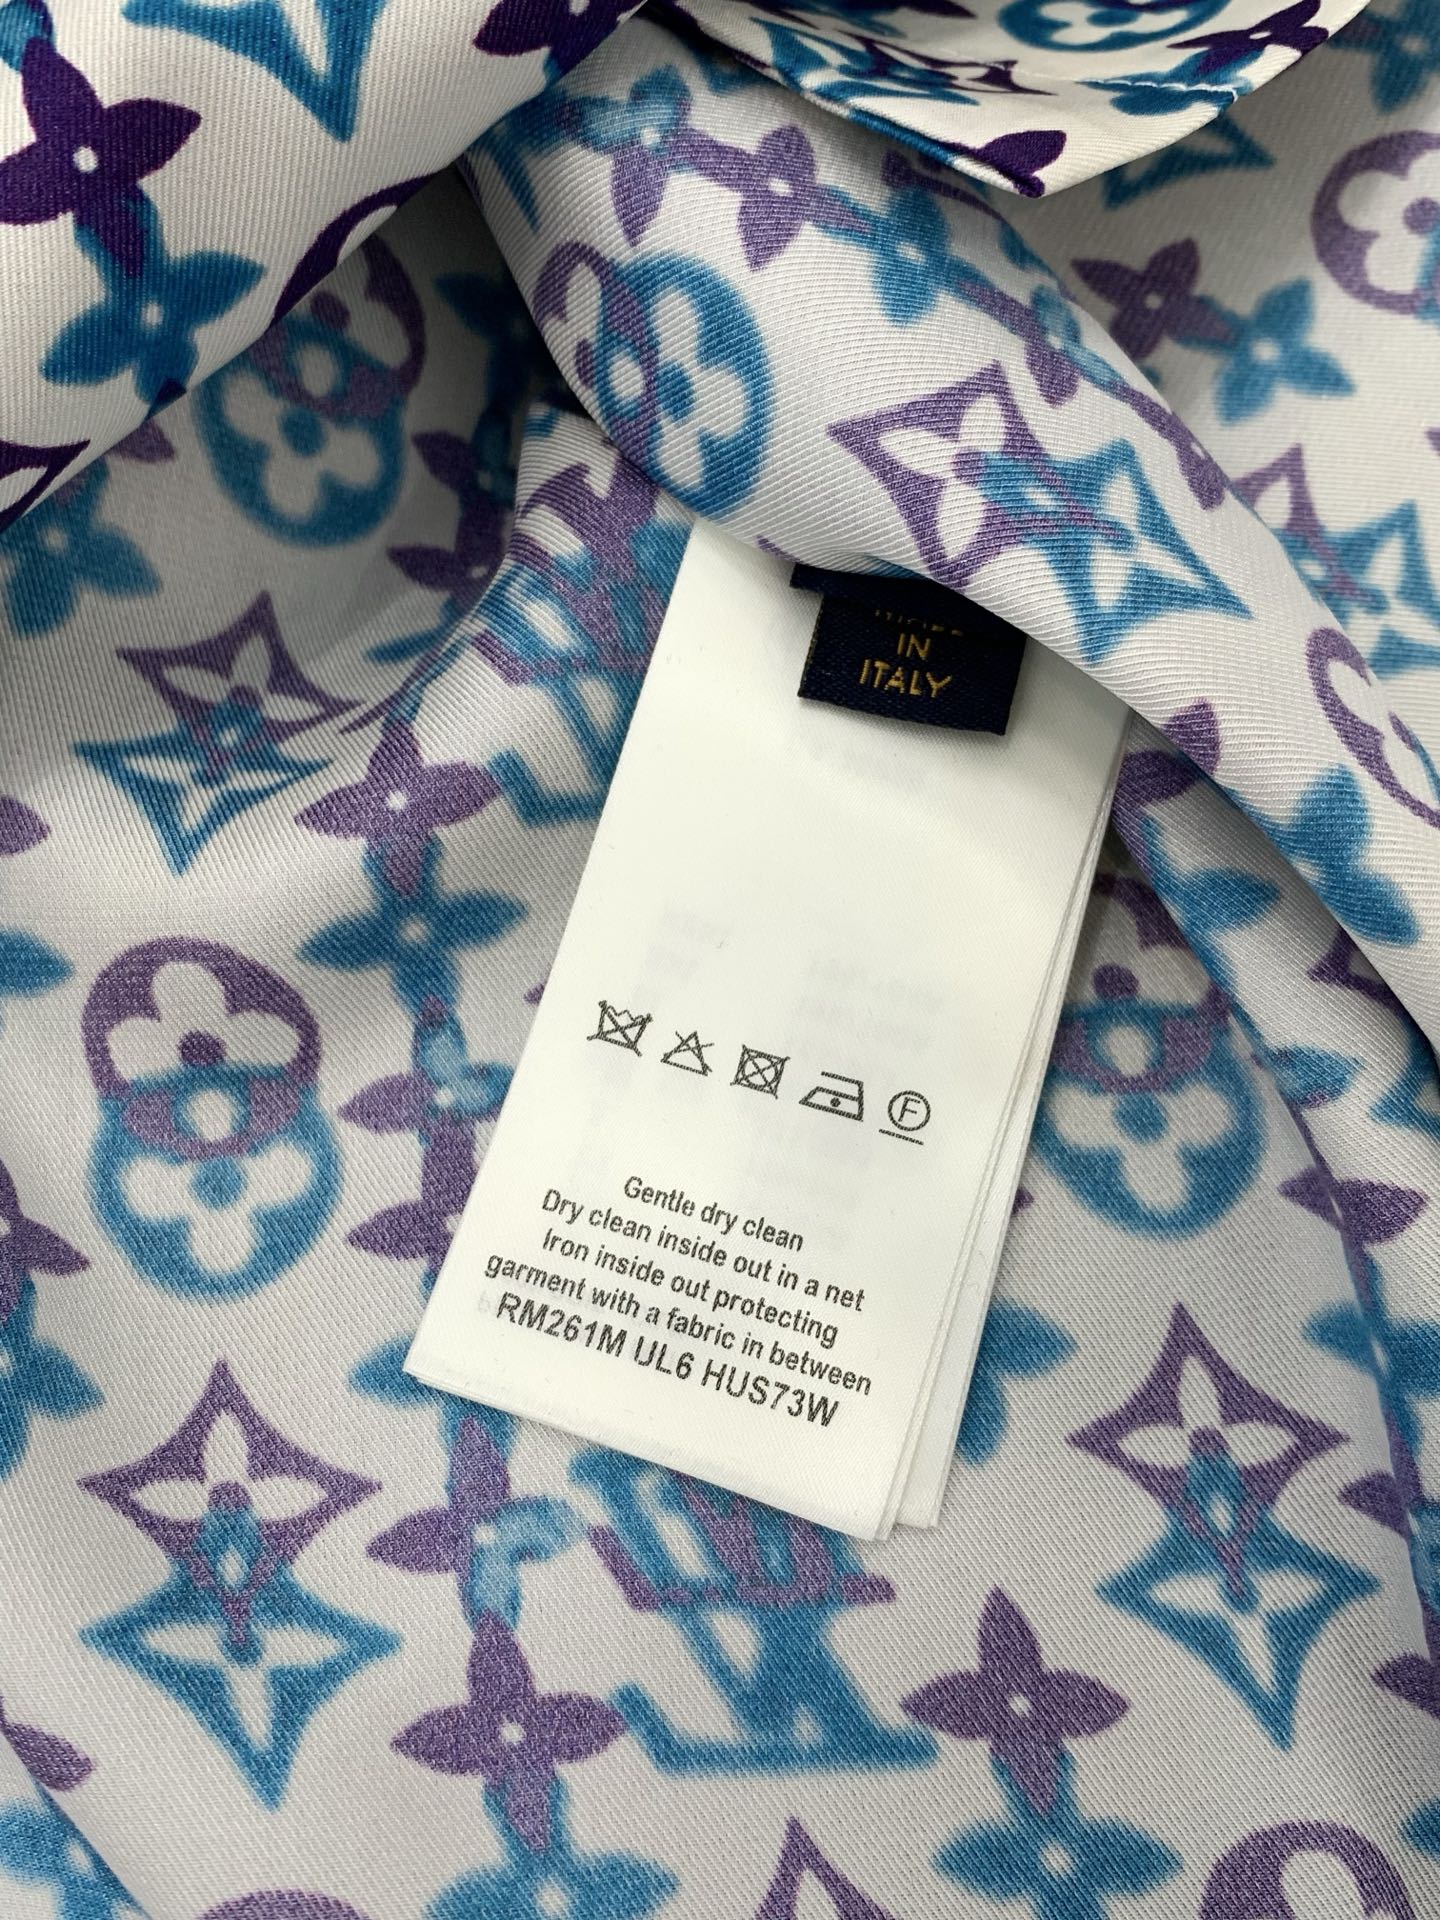 IN
ITALY
F
Gentle dry clean
Dry clean inside out in a net
Iron inside out protecting
garment with a fabric in between
RM261M UL6 HUS73W